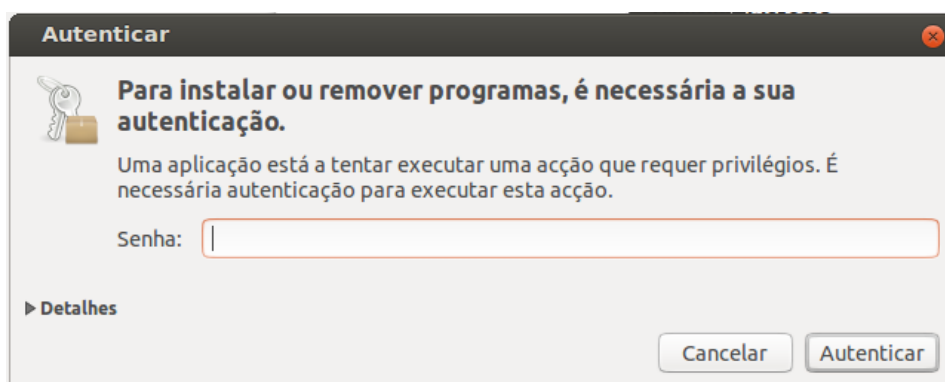 Autenticar
Para instalar ou remover programas, é necessária a sua
autenticação.
Uma aplicação está a tentar executar uma acção que requer privilégios. É
necessária autenticação para executar esta acção.
Senha:
Detalhes
Cancelar
Autenticar